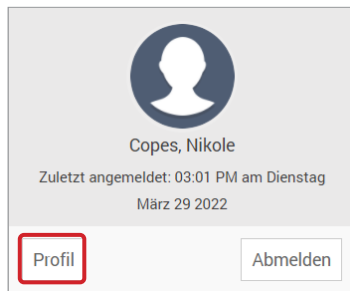 Copes, Nikole
Zuletzt angemeldet: 03:01 PM am Dienstag
März 29 2022
Profil
Abmelden